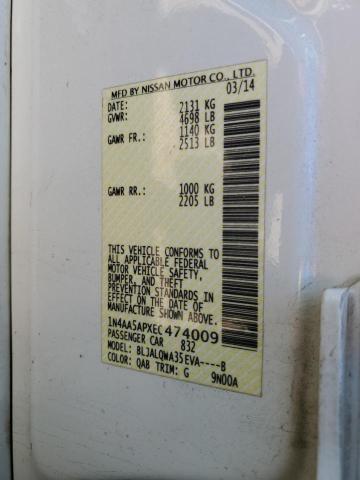 MFD BY NISSAN MOTOR CO., LTD.
03/14
DATE: 2131 KG
GVWR: 4698 LB
GAWR FR.: 1140 KG
2513 LB
GAWR RR.: 1000 KG
2205 LB
THIS VEHICLE CONFORMS TO
ALL APPLICABLE FEDERAL
MOTOR VEHICLE SAFETY,
BUMPER, AND THEFT
PREVENTION STANDARDS IN
EFFECT ON THE DATE OF
MANUFACTURE SHOWN ABOVE.
1N4AA5APXEC474009
PASSENGER CAR 832
MODEL: BLJALQWA35EVA----B
COLOR: QAB TRIM: G 9N00A